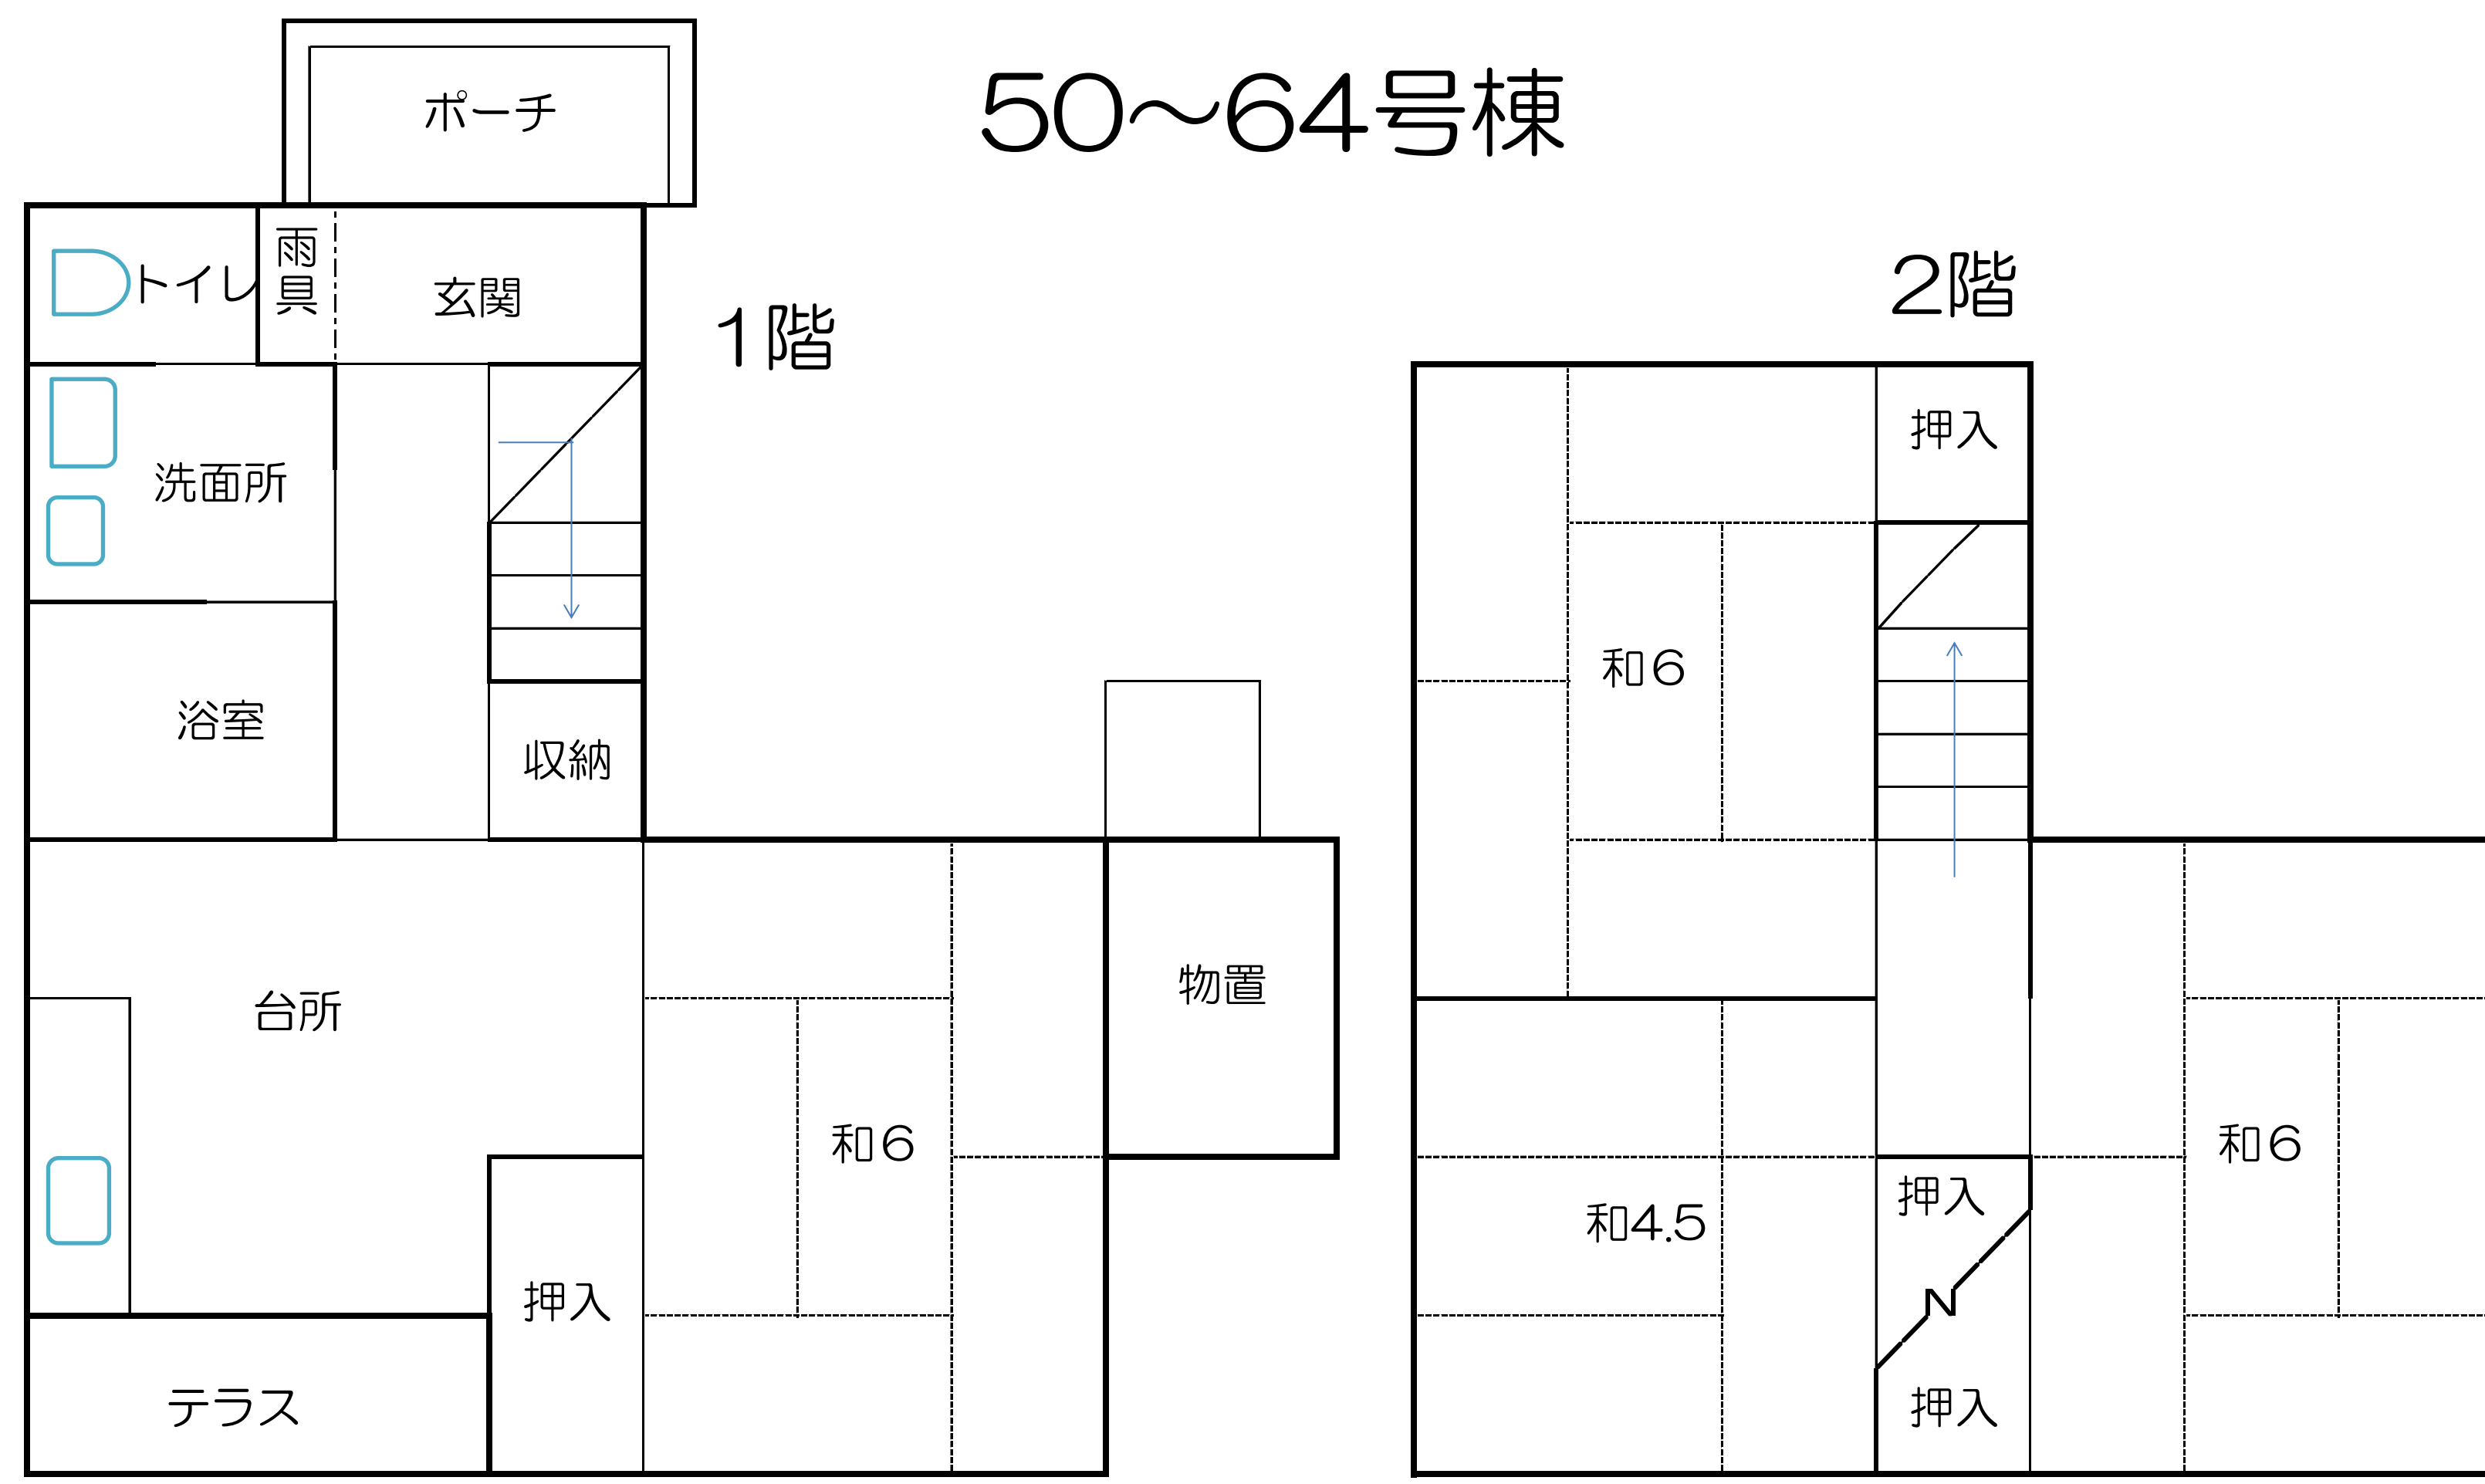 50～64号棟
ポーチ
トイレ
雨具
玄関
1階
洗面所
浴室
収納
台所
和6
物置
押入
テラス
2階
押入
和6
和4.5
押入
和6
N
押入